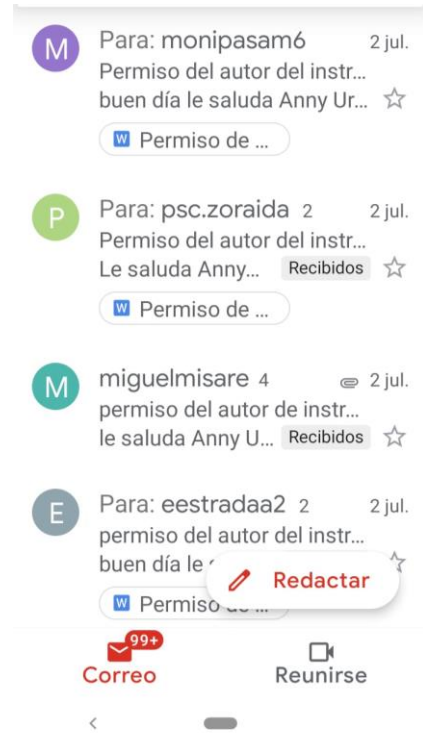 M Para: monipasam6 2 jul.
Permiso del autor del instr...
buen día le saluda Anny Ur...
W Permiso de ...
P Para: psc.zoraida 2 2 jul.
Permiso del autor del instr...
Le saluda Anny... Recibidos
W Permiso de ...
M miguelmisare 4 2 jul.
permiso del autor de instr...
le saluda Anny U... Recibidos
E Para: eestradaa2 2 2 jul.
permiso del autor del instr...
buen día le
Redactar
W Permiso
99+
Correo Reunirse